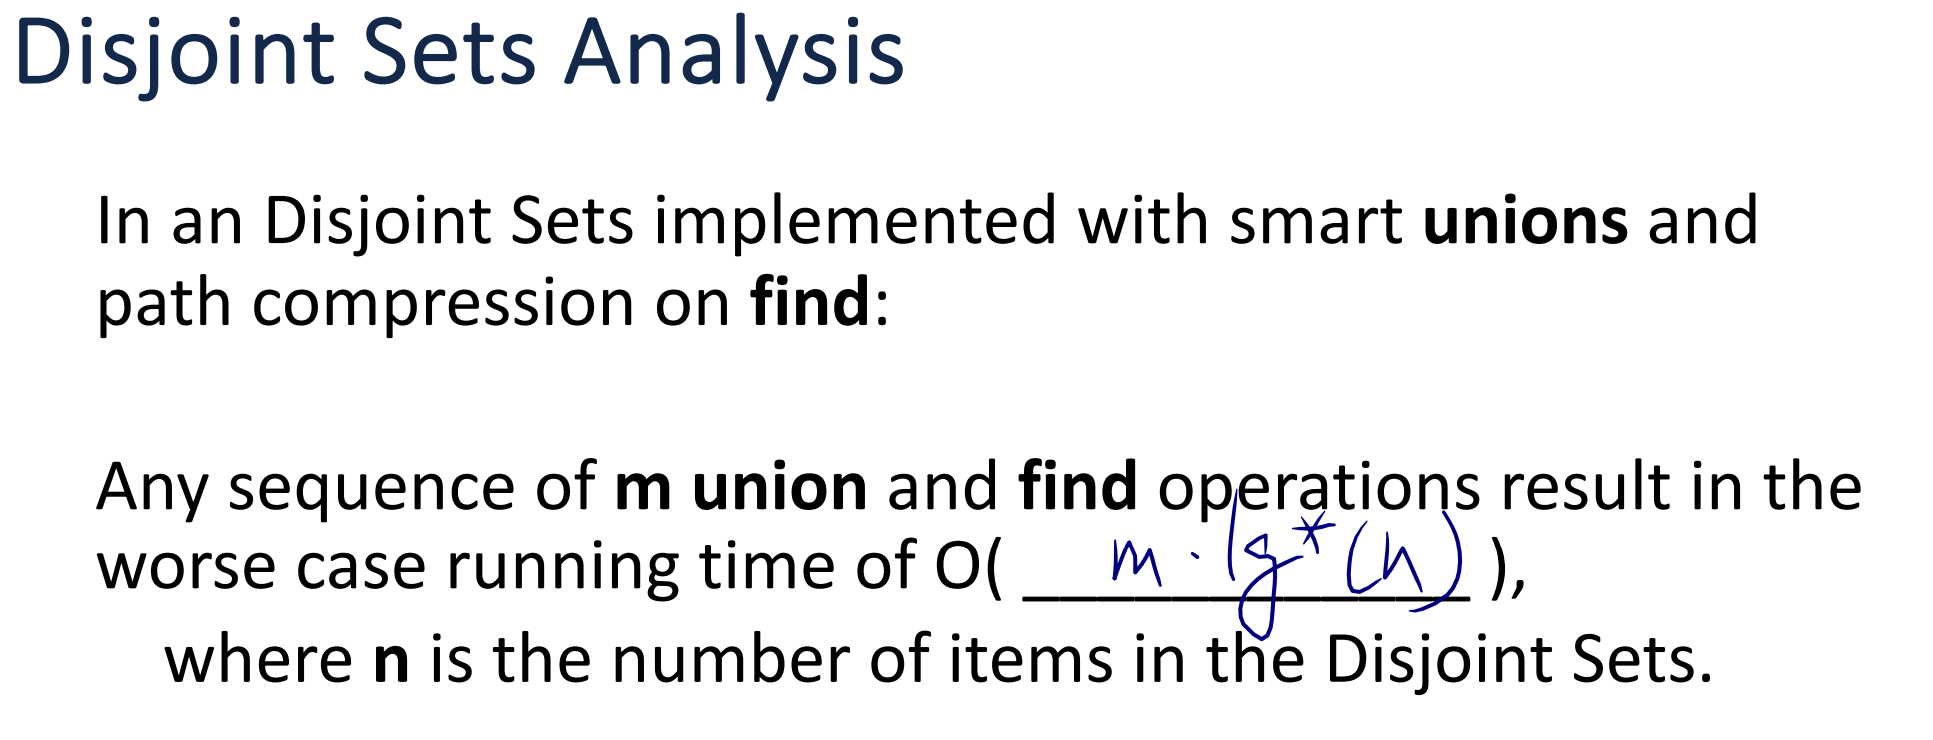 Disjoint Sets Analysis
In an Disjoint Sets implemented with smart unions and
path compression on find:
Any sequence of m union and find operations result in the
worse case running time of O( m · lg*(n) ),
where n is the number of items in the Disjoint Sets.